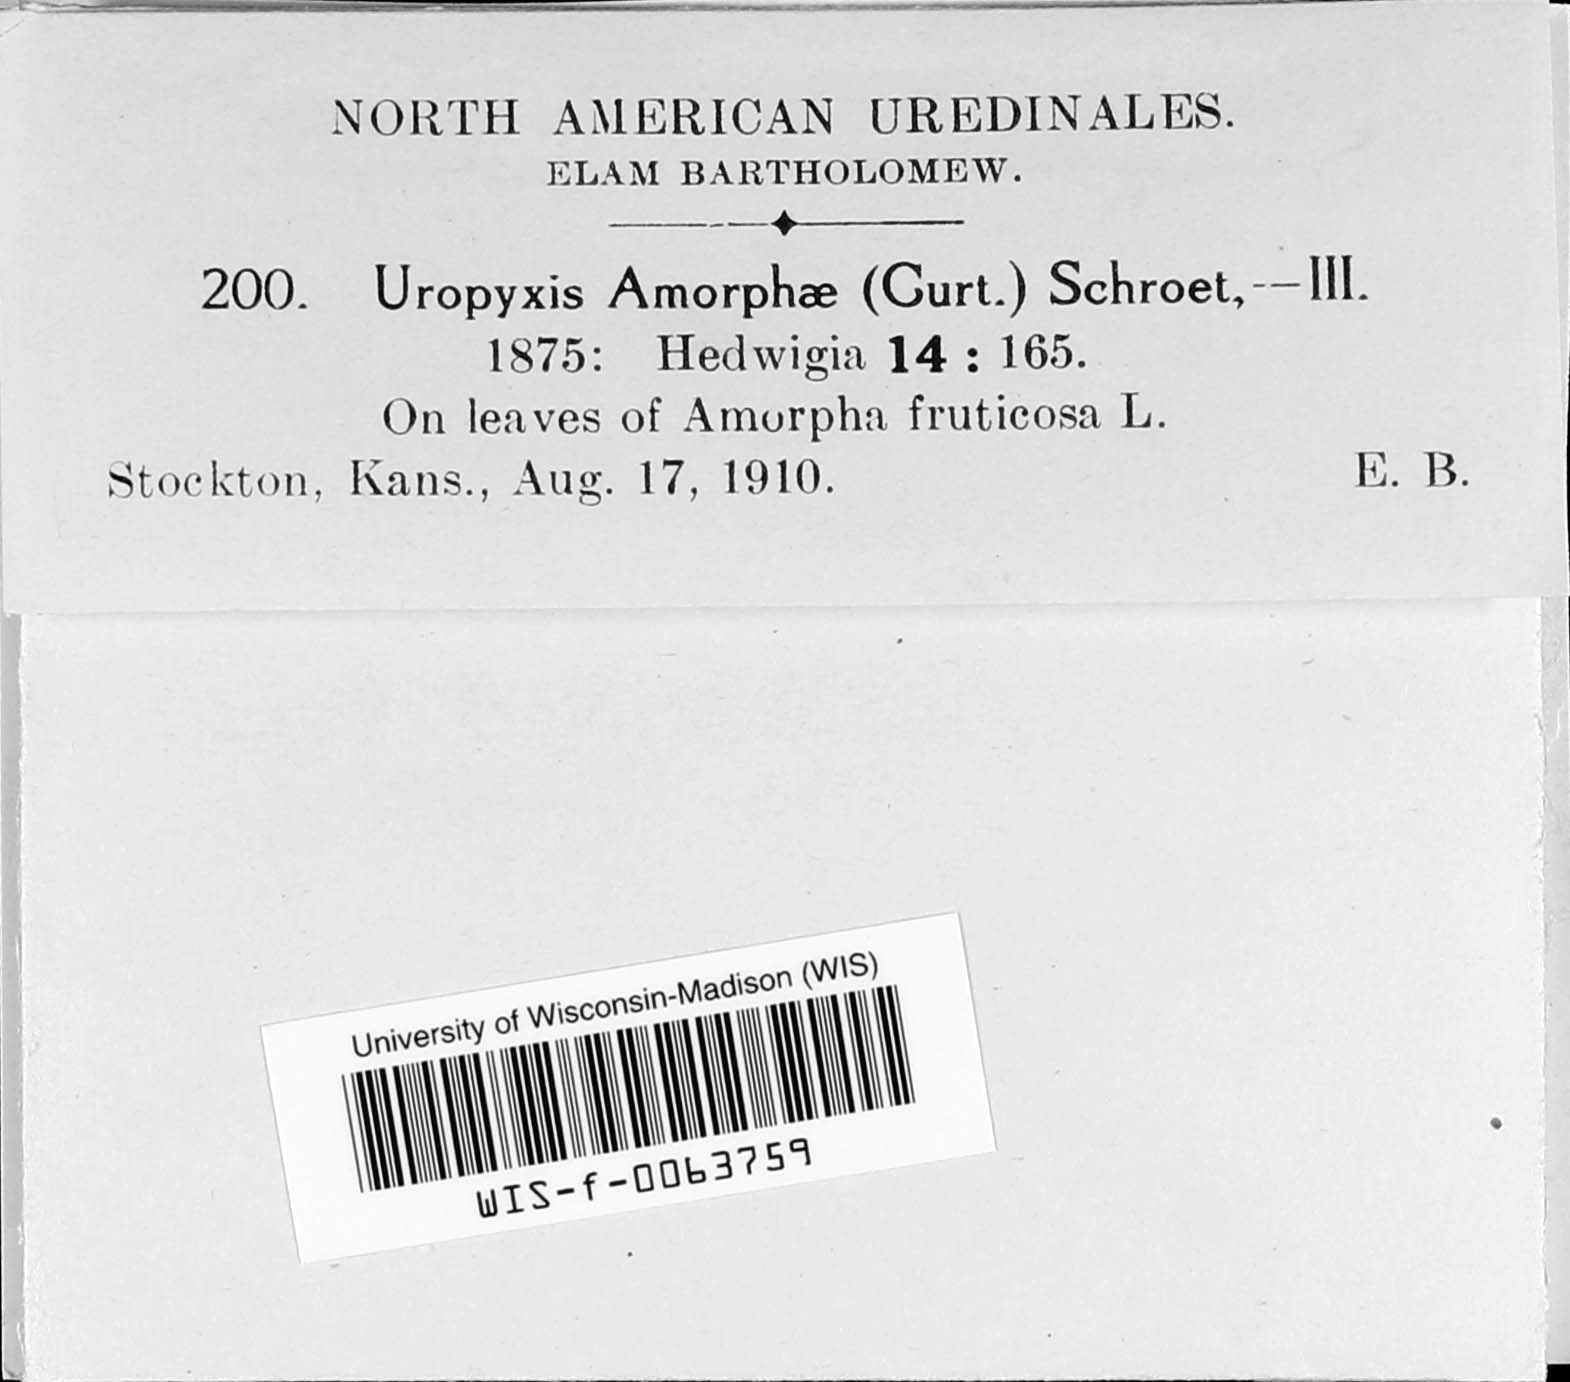 NORTH AMERICAN UREDINALES.
ELAM BARTHOLOMEW.
200. Uropyxis Amorphæ (Curt.) Schroet,--—III.
1875: Hedwigia 14 : 165.
On leaves of Amorpha fruticosa L.
Stockton, Kans., Aug. 17, 1910. E. B.
University of Wisconsin-Madison (WIS)
WIS-f-0063759